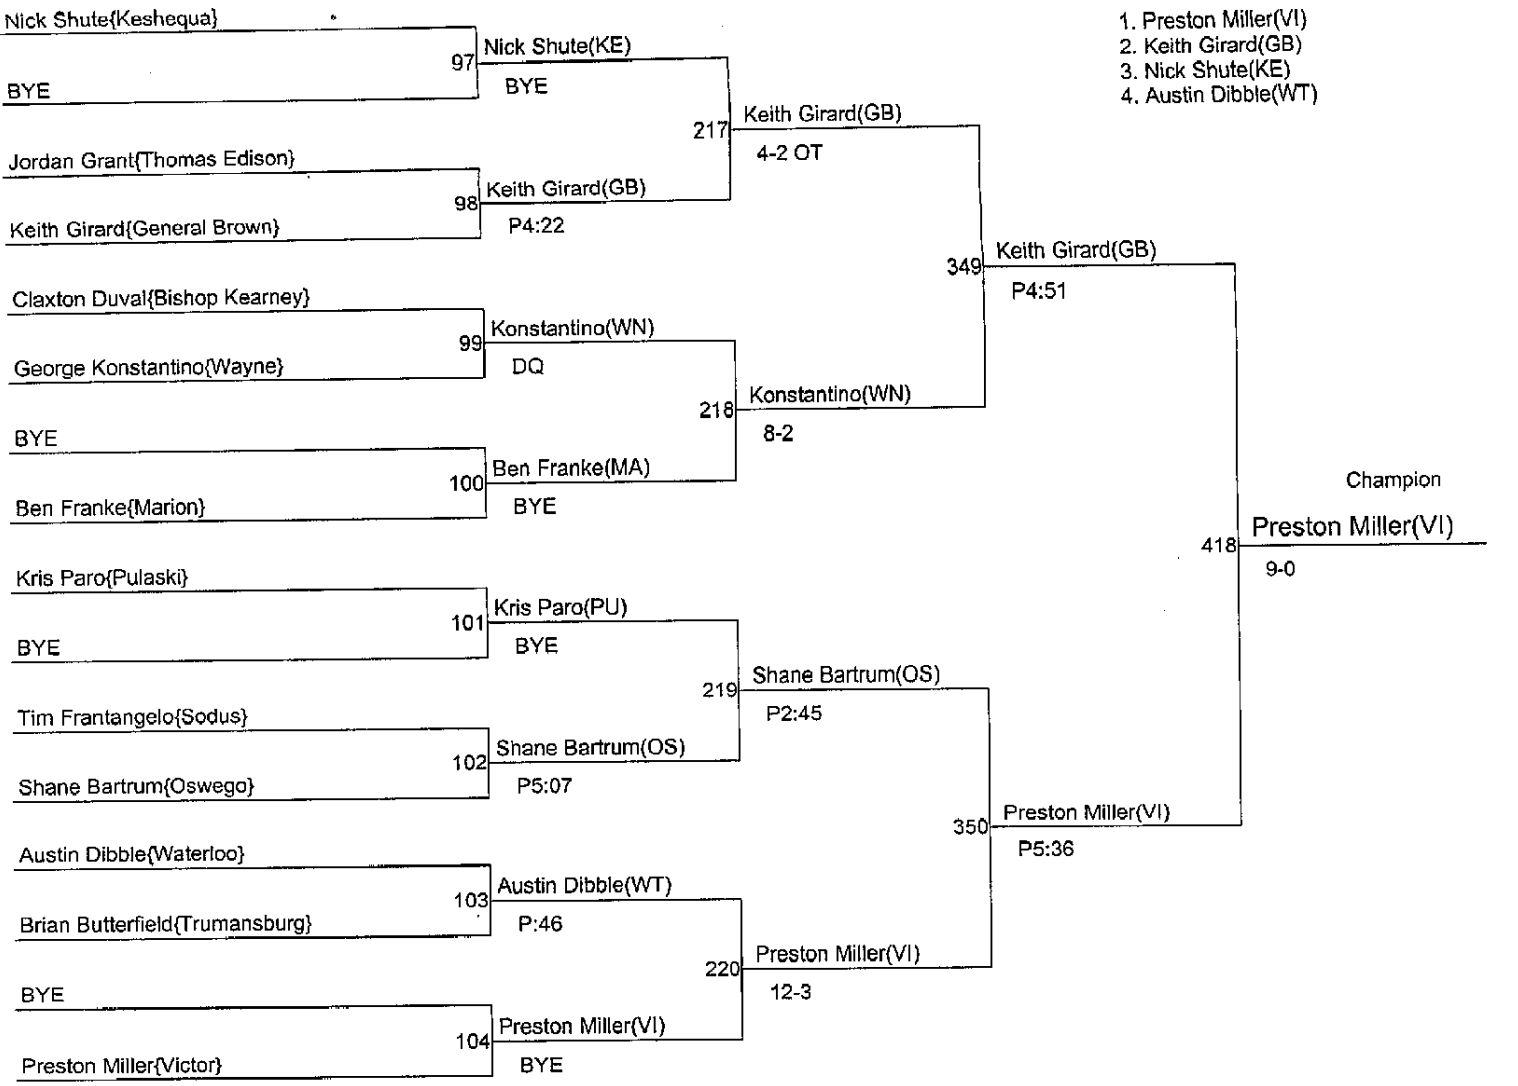 Nick Shute{Keshequa}
BYE
Jordan Grant{Thomas Edison}
Keith Girard{General Brown}
Claxton Duval{Bishop Kearney}
George Konstantino{Wayne}
BYE
Ben Franke{Marion}
Kris Paro{Pulaski}
BYE
Tim Frantangelo{Sodus}
Shane Bartrum{Oswego}
Austin Dibble{Waterloo}
Brian Butterfield{Trumansburg}
BYE
Preston Miller{Victor}
97
Nick Shute(KE)
BYE
98
Keith Girard(GB)
P4:22
99
Konstantino(WN)
DQ
100
Ben Franke(MA)
BYE
101
Kris Paro(PU)
BYE
102
Shane Bartrum(OS)
P5:07
103
Austin Dibble(WT)
P:46
104
Preston Miller(VI)
BYE
217
Keith Girard(GB)
4-2 OT
218
Konstantino(WN)
8-2
219
Shane Bartrum(OS)
P2:45
220
Preston Miller(VI)
12-3
349
Keith Girard(GB)
P4:51
350
Preston Miller(VI)
P5:36
Champion
418
Preston Miller(VI)
9-0
1. Preston Miller(VI)
2. Keith Girard(GB)
3. Nick Shute(KE)
4. Austin Dibble(WT)